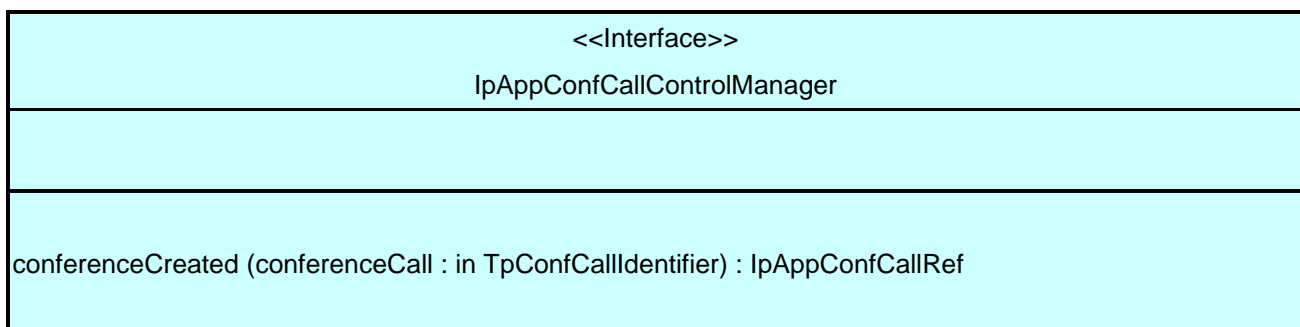 <<Interface>>
IpAppConfCallControlManager
conferenceCreated (conferenceCall : in TpConfCallIdentifier) : IpAppConfCallRef